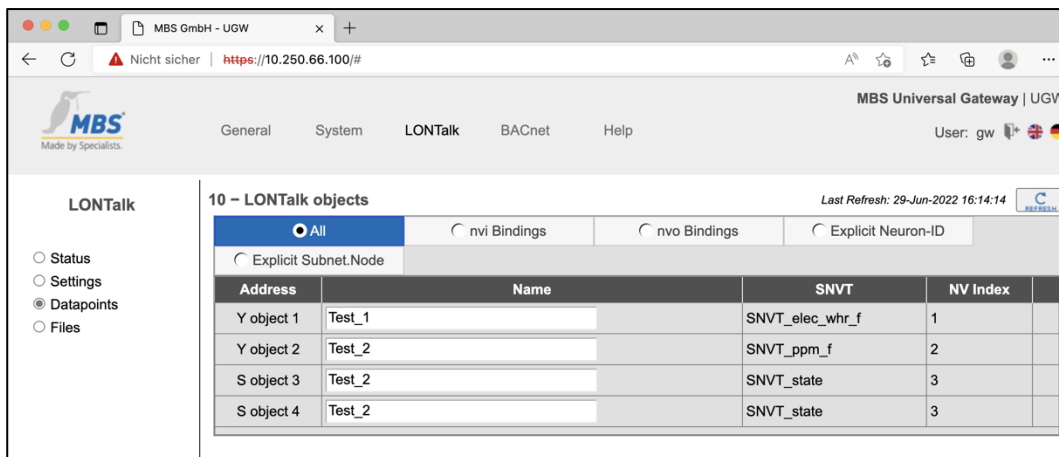 MBS GmbH - UGW
Nicht sicher https://10.250.66.100/#
MBS
Made by Specialists.
MBS Universal Gateway | UGW
General System LONTalk BACnet Help
User: gw
LONTalk
Status
Settings
Datapoints
Files
10 – LONTalk objects
Last Refresh: 29-Jun-2022 16:14:14
REFRESH
All nvi Bindings nvo Bindings Explicit Neuron-ID
Explicit Subnet.Node
Address Name SNVT NV Index
Y object 1 Test_1 SNVT_elec_whr_f 1
Y object 2 Test_2 SNVT_ppm_f 2
S object 3 Test_2 SNVT_state 3
S object 4 Test_2 SNVT_state 3